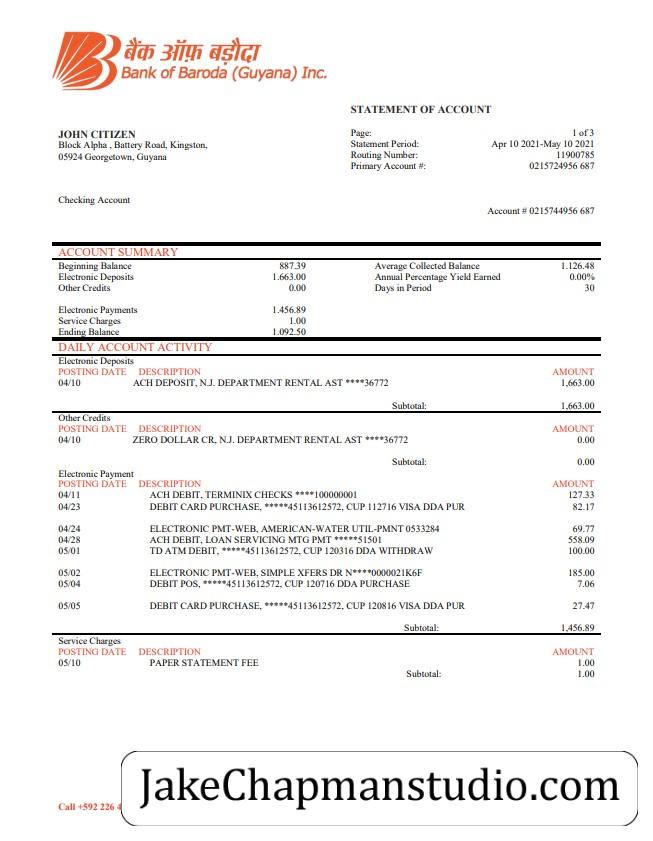 बैंक ऑफ़ बड़ौदा
Bank of Baroda (Guyana) Inc.
STATEMENT OF ACCOUNT
JOHN CITIZEN
Block Alpha , Battery Road, Kingston,
05924 Georgetown, Guyana
Page: 1 of 3
Statement Period: Apr 10 2021-May 10 2021
Routing Number: 11900785
Primary Account #: 0215724956 687
Checking Account
Account # 0215744956 687
ACCOUNT SUMMARY
Beginning Balance 887.39 Average Collected Balance 1.126.48
Electronic Deposits 1.663.00 Annual Percentage Yield Earned 0.00%
Other Credits 0.00 Days in Period 30
Electronic Payments 1.456.89
Service Charges 1.00
Ending Balance 1.092.50
DAILY ACCOUNT ACTIVITY
Electronic Deposits
POSTING DATE DESCRIPTION AMOUNT
04/10 ACH DEPOSIT, N.J. DEPARTMENT RENTAL AST ****36772 1,663.00
Subtotal: 1,663.00
Other Credits
POSTING DATE DESCRIPTION AMOUNT
04/10 ZERO DOLLAR CR, N.J. DEPARTMENT RENTAL AST ****36772 0.00
Subtotal: 0.00
Electronic Payment
POSTING DATE DESCRIPTION AMOUNT
04/11 ACH DEBIT, TERMINIX CHECKS ****100000001 127.33
04/23 DEBIT CARD PURCHASE, *****45113612572, CUP 112716 VISA DDA PUR 82.17
04/24 ELECTRONIC PMT-WEB, AMERICAN-WATER UTIL-PMNT 0533284 69.77
04/28 ACH DEBIT, LOAN SERVICING MTG PMT *****51501 558.09
05/01 TD ATM DEBIT, *****45113612572, CUP 120316 DDA WITHDRAW 100.00
05/02 ELECTRONIC PMT-WEB, SIMPLE XFERS DR N****0000021K6F 185.00
05/04 DEBIT POS, *****45113612572, CUP 120716 DDA PURCHASE 7.06
05/05 DEBIT CARD PURCHASE, *****45113612572, CUP 120816 VISA DDA PUR 27.47
Subtotal: 1,456.89
Service Charges
POSTING DATE DESCRIPTION AMOUNT
05/10 PAPER STATEMENT FEE 1.00
Subtotal: 1.00
JakeChapmanstudio.com
Call +592 226 4